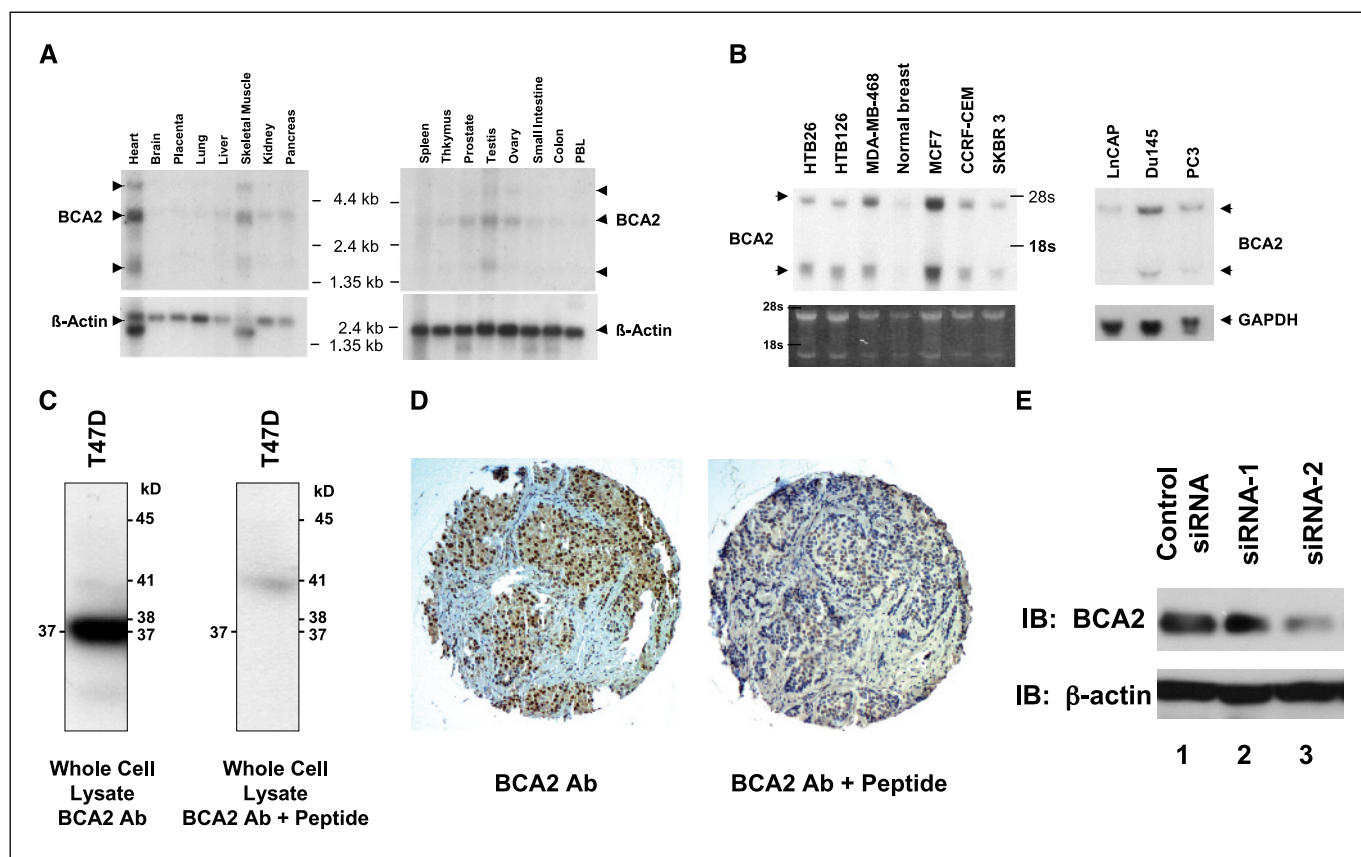 A
Heart
Brain
Placenta
Lung
Liver
Skeletal Muscle
Kidney
Pancreas
BCA2
4.4 kb
2.4 kb
1.35 kb
ß-Actin
2.4 kb
1.35 kb
Spleen
Thkymus
Prostate
Testis
Ovary
Small Intestine
Colon
PBL
BCA2
ß-Actin
B
HTB26
HTB126
MDA-MB-468
Normal breast
MCF7
CCRF-CEM
SKBR 3
BCA2
28s
18s
28s
18s
LnCAP
Du145
PC3
BCA2
GAPDH
C
T47D
kD
45
41
38
37
37
Whole Cell
Lysate
BCA2 Ab
T47D
kD
45
41
38
37
37
Whole Cell
Lysate
BCA2 Ab + Peptide
D
BCA2 Ab
BCA2 Ab + Peptide
E
Control
siRNA
siRNA-1
siRNA-2
IB: BCA2
IB: β-actin
1 2 3